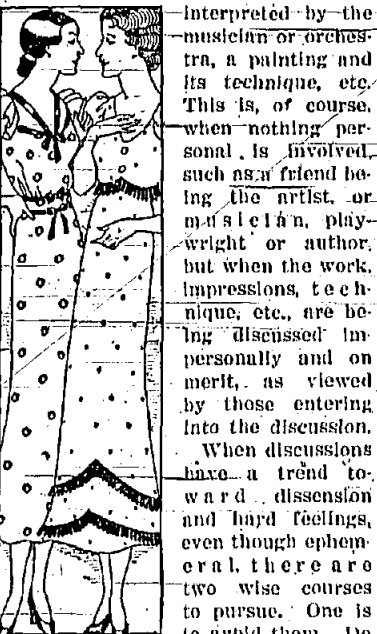 interpreted by the
musician or orches-
tra, a painting and
its technique, etc.
This is, of course,
when nothing per-
sonal is involved,
such as a friend be-
ing the artist, or
musician, play-
wright or author,
but when the work,
impressions, tech-
nique, etc., are be-
ing discussed im-
personally and on
merit, as viewed
by those entering
into the discussion.
When discussions
have a trend to-
ward dissension
and hard feelings,
even though ephem-
eral, there are
two wise courses
to pursue. One is
to avoid them. Do